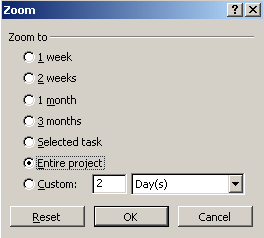 Zoom
Zoom to
1 week
2 weeks
1 month
3 months
Selected task
Entire project
Custom: 2 Day(s)
Reset OK Cancel